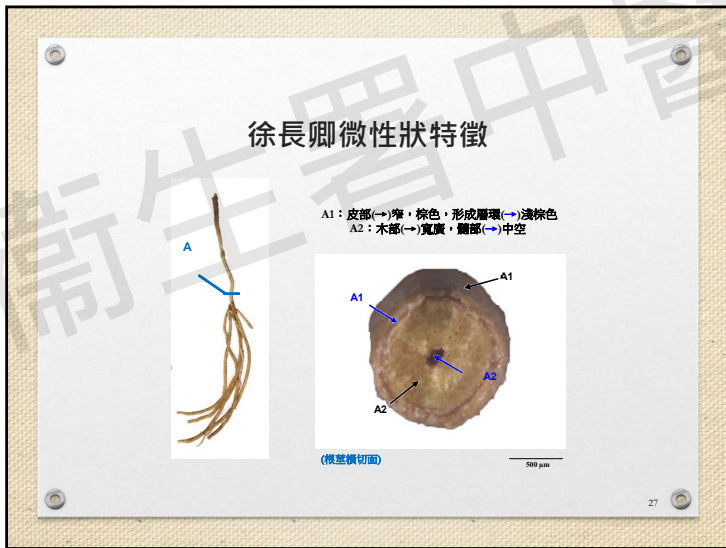 衛生署中醫
徐長卿微性狀特徵
A1：皮部(→)窄，棕色，形成層環(→)淺棕色
A2：木部(→)寬廣，髓部(→)中空
A
A1
A1
A2
A2
(根莖橫切面)
500 μm
27